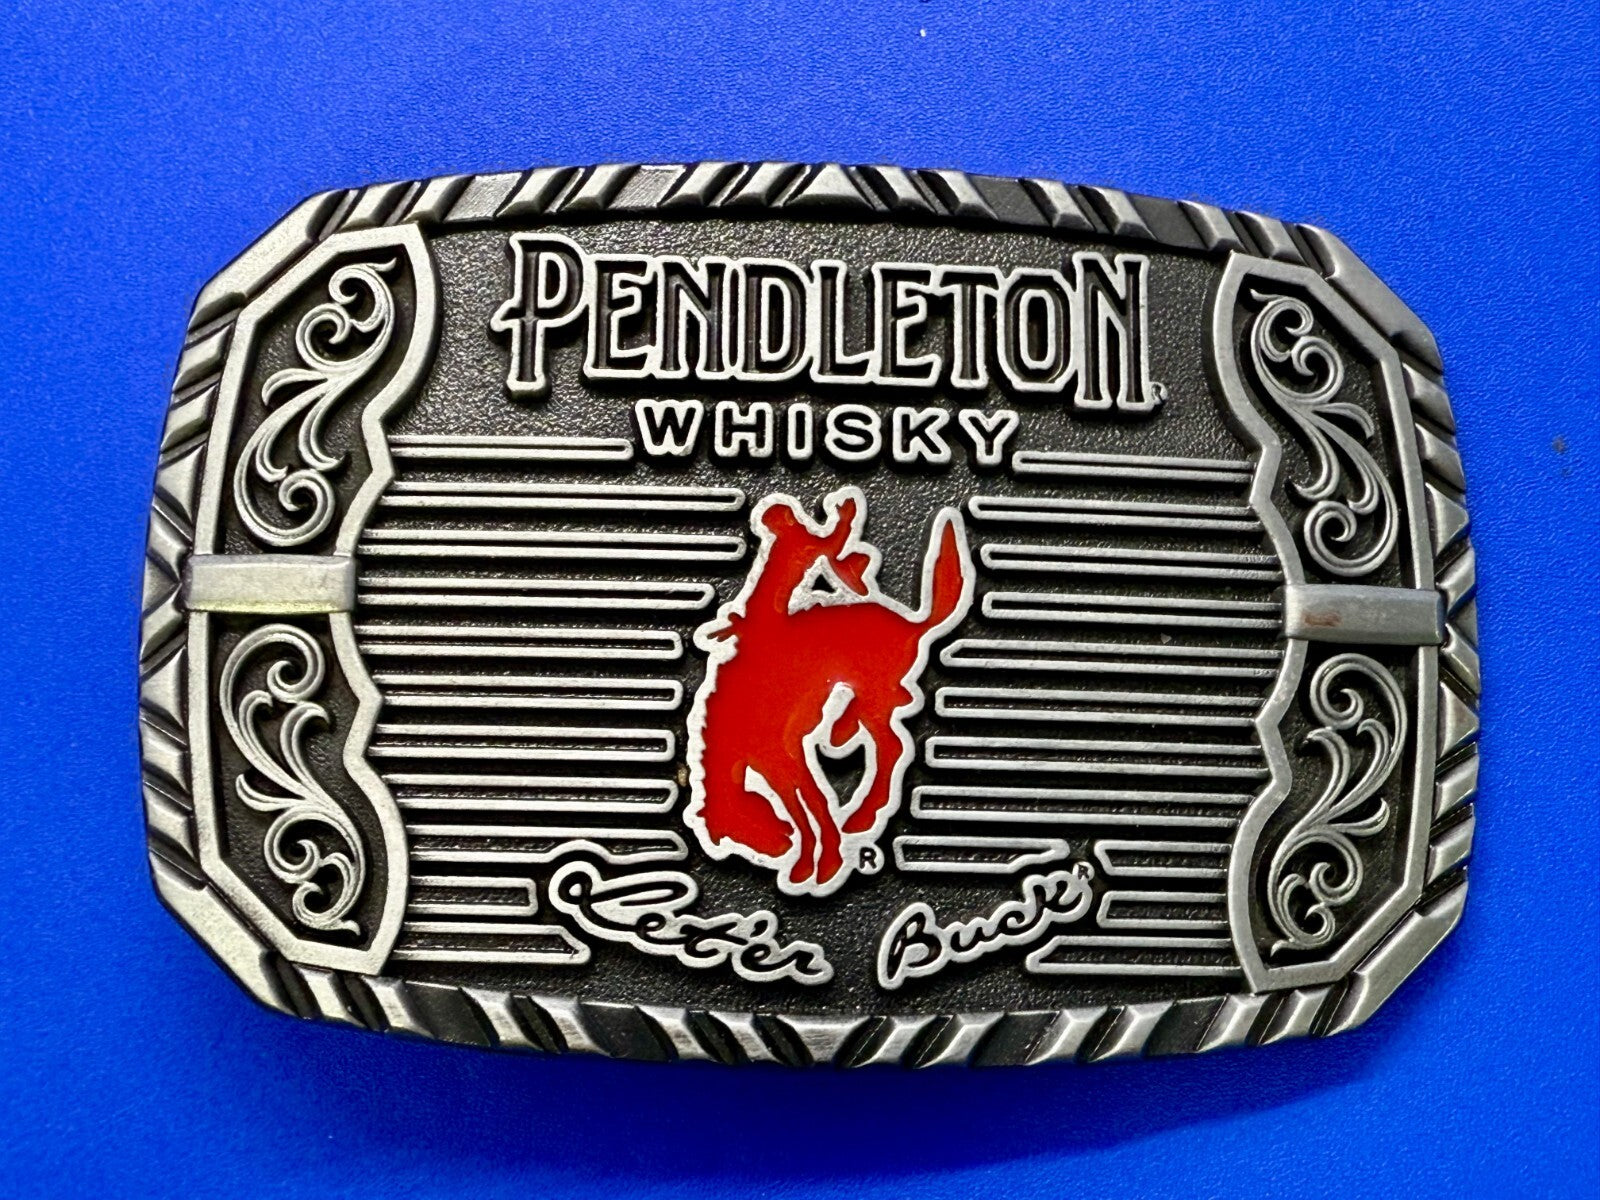 PENDLETON®
WHISKY
®
Let'er Buck®